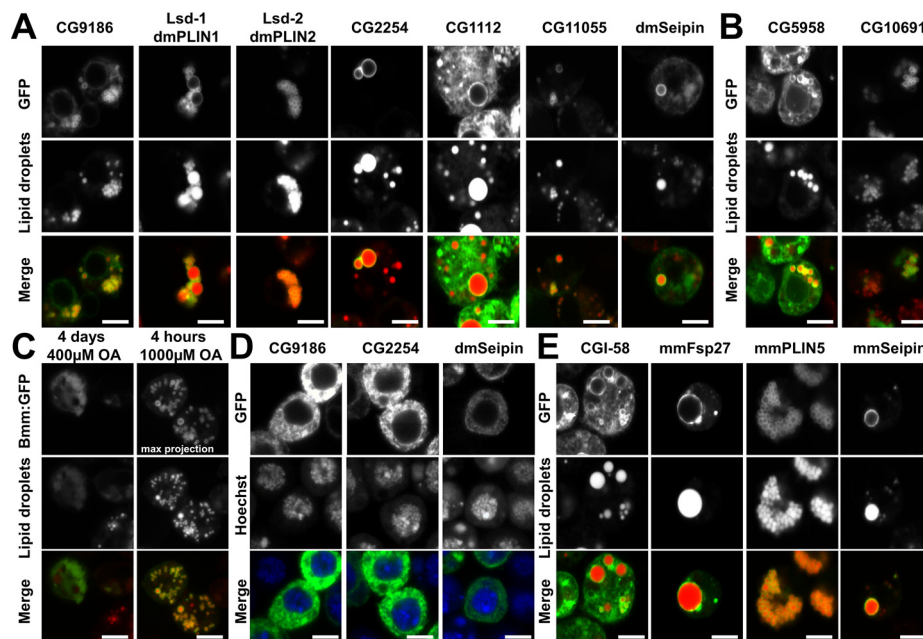 A
CG9186
Lsd-1
dmPLIN1
Lsd-2
dmPLIN2
CG2254
CG1112
CG11055
dmSeipin
GFP
Lipid droplets
Merge
B
CG5958
CG10691
GFP
Lipid droplets
Merge
C
4 days
400µM OA
4 hours
1000µM OA
Bmm:GFP
max projection
Lipid droplets
Merge
D
CG9186
CG2254
dmSeipin
GFP
Hoechst
Merge
E
CGI-58
mmFsp27
mmPLIN5
mmSeipin
GFP
Lipid droplets
Merge